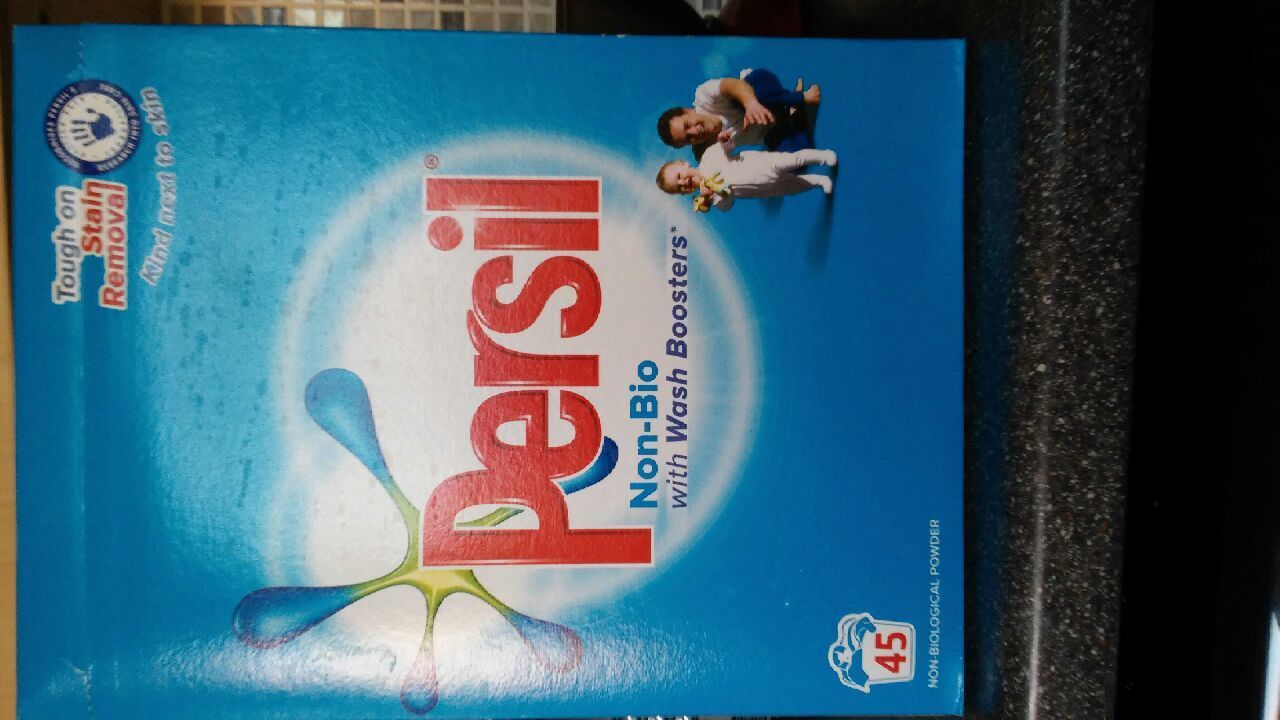 Tough on
Stain
Removal
Kind next to skin
Persil®
Non-Bio
with Wash Boosters*
45
NON-BIOLOGICAL POWDER